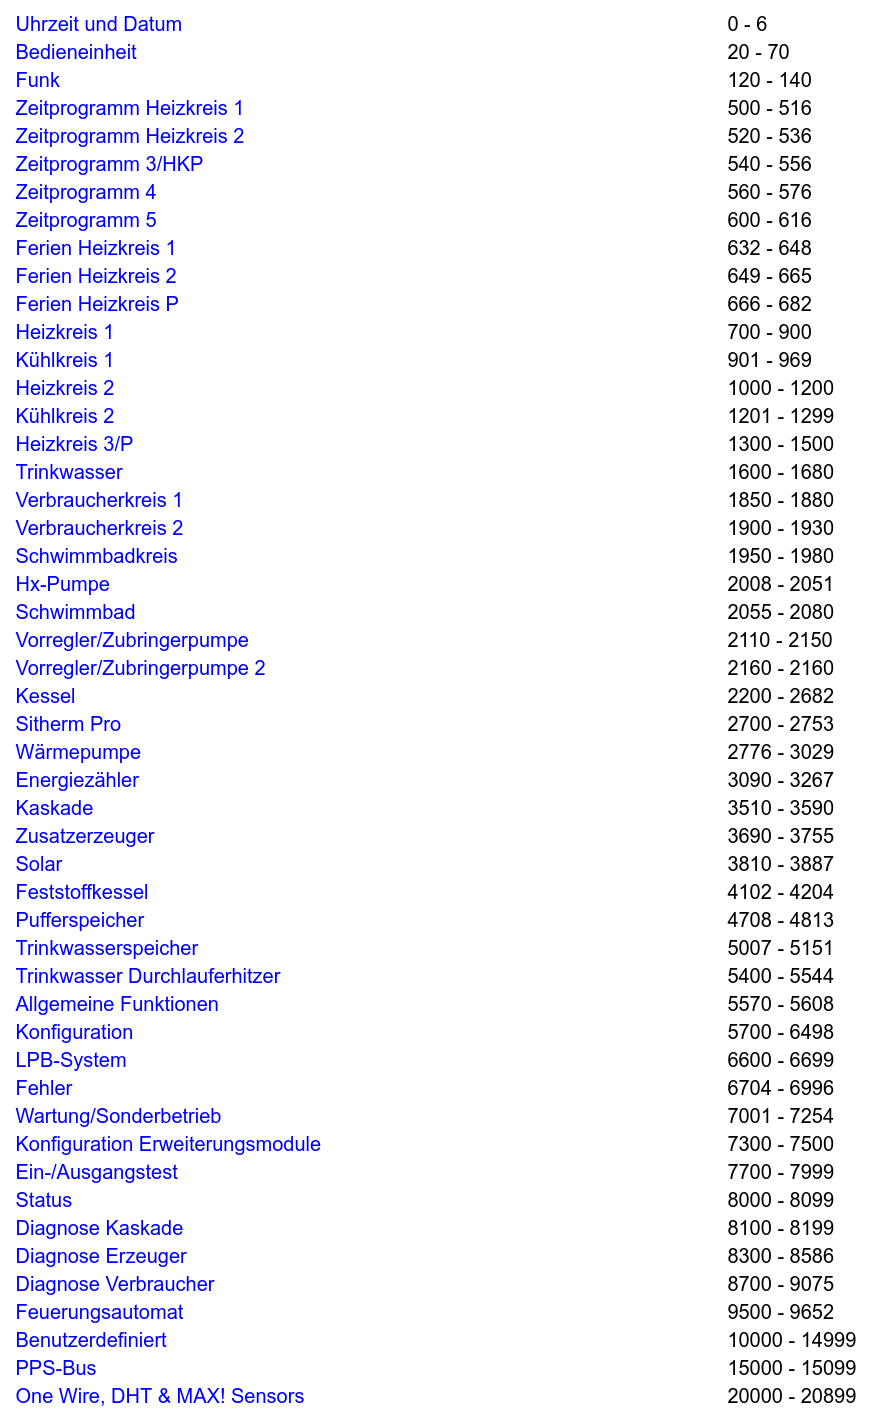 Uhrzeit und Datum 0 - 6
Bedieneinheit 20 - 70
Funk 120 - 140
Zeitprogramm Heizkreis 1 500 - 516
Zeitprogramm Heizkreis 2 520 - 536
Zeitprogramm 3/HKP 540 - 556
Zeitprogramm 4 560 - 576
Zeitprogramm 5 600 - 616
Ferien Heizkreis 1 632 - 648
Ferien Heizkreis 2 649 - 665
Ferien Heizkreis P 666 - 682
Heizkreis 1 700 - 900
Kühlkreis 1 901 - 969
Heizkreis 2 1000 - 1200
Kühlkreis 2 1201 - 1299
Heizkreis 3/P 1300 - 1500
Trinkwasser 1600 - 1680
Verbraucherkreis 1 1850 - 1880
Verbraucherkreis 2 1900 - 1930
Schwimmbadkreis 1950 - 1980
Hx-Pumpe 2008 - 2051
Schwimmbad 2055 - 2080
Vorregler/Zubringerpumpe 2110 - 2150
Vorregler/Zubringerpumpe 2 2160 - 2160
Kessel 2200 - 2682
Sitherm Pro 2700 - 2753
Wärmepumpe 2776 - 3029
Energiezähler 3090 - 3267
Kaskade 3510 - 3590
Zusatzerzeuger 3690 - 3755
Solar 3810 - 3887
Feststoffkessel 4102 - 4204
Pufferspeicher 4708 - 4813
Trinkwasserspeicher 5007 - 5151
Trinkwasser Durchlauferhitzer 5400 - 5544
Allgemeine Funktionen 5570 - 5608
Konfiguration 5700 - 6498
LPB-System 6600 - 6699
Fehler 6704 - 6996
Wartung/Sonderbetrieb 7001 - 7254
Konfiguration Erweiterungsmodule 7300 - 7500
Ein-/Ausgangstest 7700 - 7999
Status 8000 - 8099
Diagnose Kaskade 8100 - 8199
Diagnose Erzeuger 8300 - 8586
Diagnose Verbraucher 8700 - 9075
Feuerungsautomat 9500 - 9652
Benutzerdefiniert 10000 - 14999
PPS-Bus 15000 - 15099
One Wire, DHT & MAX! Sensors 20000 - 20899